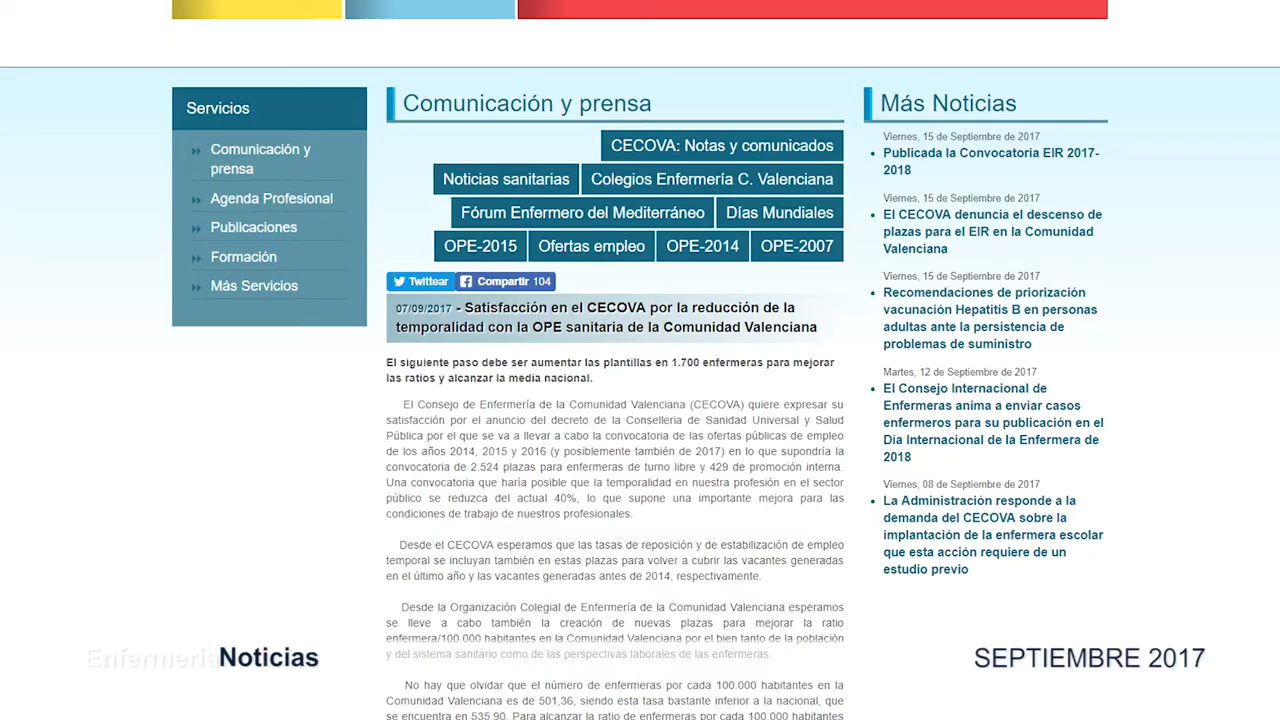 Servicios
Comunicación y
prensa
Agenda Profesional
Publicaciones
Formación
Más Servicios
Comunicación y prensa
CECOVA: Notas y comunicados
Noticias sanitarias
Colegios Enfermería C. Valenciana
Fórum Enfermero del Mediterráneo
Días Mundiales
OPE-2015
Ofertas empleo
OPE-2014
OPE-2007
Twittear
Compartir 104
07/09/2017 - Satisfacción en el CECOVA por la reducción de la
temporalidad con la OPE sanitaria de la Comunidad Valenciana
El siguiente paso debe ser aumentar las plantillas en 1.700 enfermeras para mejorar
las ratios y alcanzar la media nacional.
El Consejo de Enfermería de la Comunidad Valenciana (CECOVA) quiere expresar su
satisfacción por el anuncio del decreto de la Conselleria de Sanidad Universal y Salud
Pública por el que se va a llevar a cabo la convocatoria de las ofertas públicas de empleo
de los años 2014, 2015 y 2016 (y posiblemente también de 2017) en lo que supondría la
convocatoria de 2.524 plazas para enfermeras de turno libre y 429 de promoción interna.
Una convocatoria que haría posible que la temporalidad en nuestra profesión en el sector
público se reduzca del actual 40%, lo que supone una importante mejora para las
condiciones de trabajo de nuestros profesionales.
Desde el CECOVA esperamos que las tasas de reposición y de estabilización de empleo
temporal se incluyan también en estas plazas para volver a cubrir las vacantes generadas
en el último año y las vacantes generadas antes de 2014, respectivamente.
Desde la Organización Colegial de Enfermería de la Comunidad Valenciana esperamos
se lleve a cabo también la creación de nuevas plazas para mejorar la ratio
enfermera/100.000 habitantes en la Comunidad Valenciana por el bien tanto de la población
y del sistema sanitario como de las perspectivas laborales de las enfermeras.
No hay que olvidar que el número de enfermeras por cada 100.000 habitantes en la
Comunidad Valenciana es de 501,36, siendo esta tasa bastante inferior a la nacional, que
se encuentra en 535,90. Para alcanzar la ratio de enfermeras por cada 100.000 habitantes
Más Noticias
Viernes, 15 de Septiembre de 2017
Publicada la Convocatoria EIR 2017-
2018
Viernes, 15 de Septiembre de 2017
El CECOVA denuncia el descenso de
plazas para el EIR en la Comunidad
Valenciana
Viernes, 15 de Septiembre de 2017
Recomendaciones de priorización
vacunación Hepatitis B en personas
adultas ante la persistencia de
problemas de suministro
Martes, 12 de Septiembre de 2017
El Consejo Internacional de
Enfermeras anima a enviar casos
enfermeros para su publicación en el
Día Internacional de la Enfermera de
2018
Viernes, 08 de Septiembre de 2017
La Administración responde a la
demanda del CECOVA sobre la
implantación de la enfermera escolar
que esta acción requiere de un
estudio previo
EnfermeriaNoticias
SEPTIEMBRE 2017